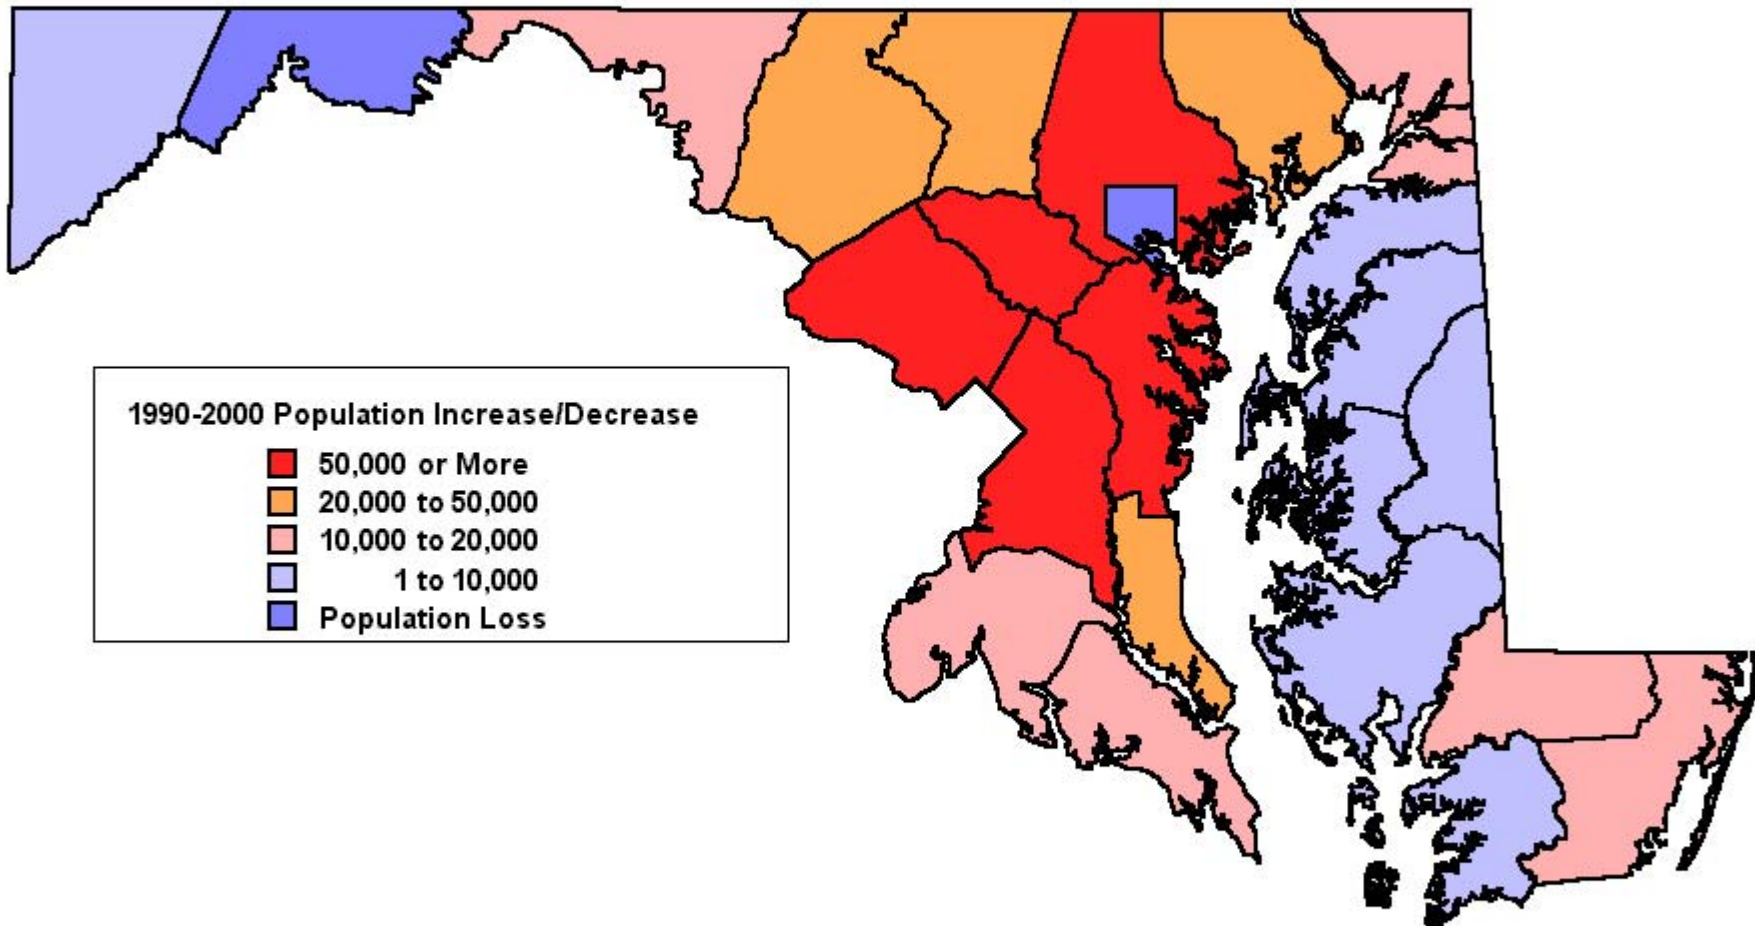 1990-2000 Population Increase/Decrease
50,000 or More
20,000 to 50,000
10,000 to 20,000
1 to 10,000
Population Loss